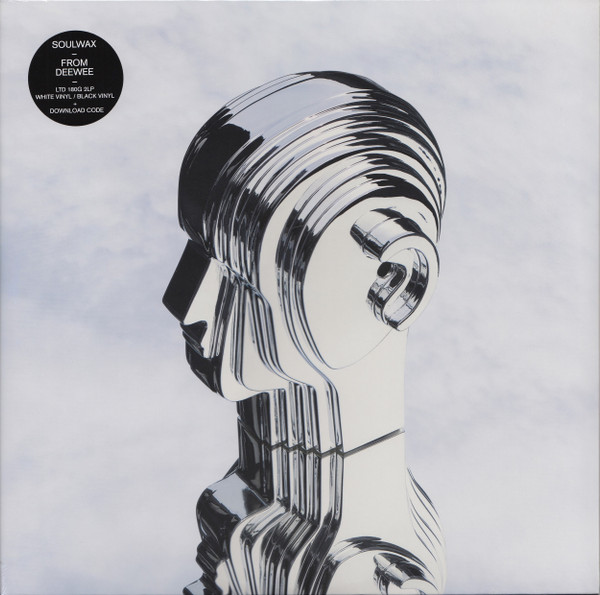 SOULWAX
–
FROM
DEEWEE
–
LTD 180G 2LP
WHITE VINYL / BLACK VINYL
+
DOWNLOAD CODE